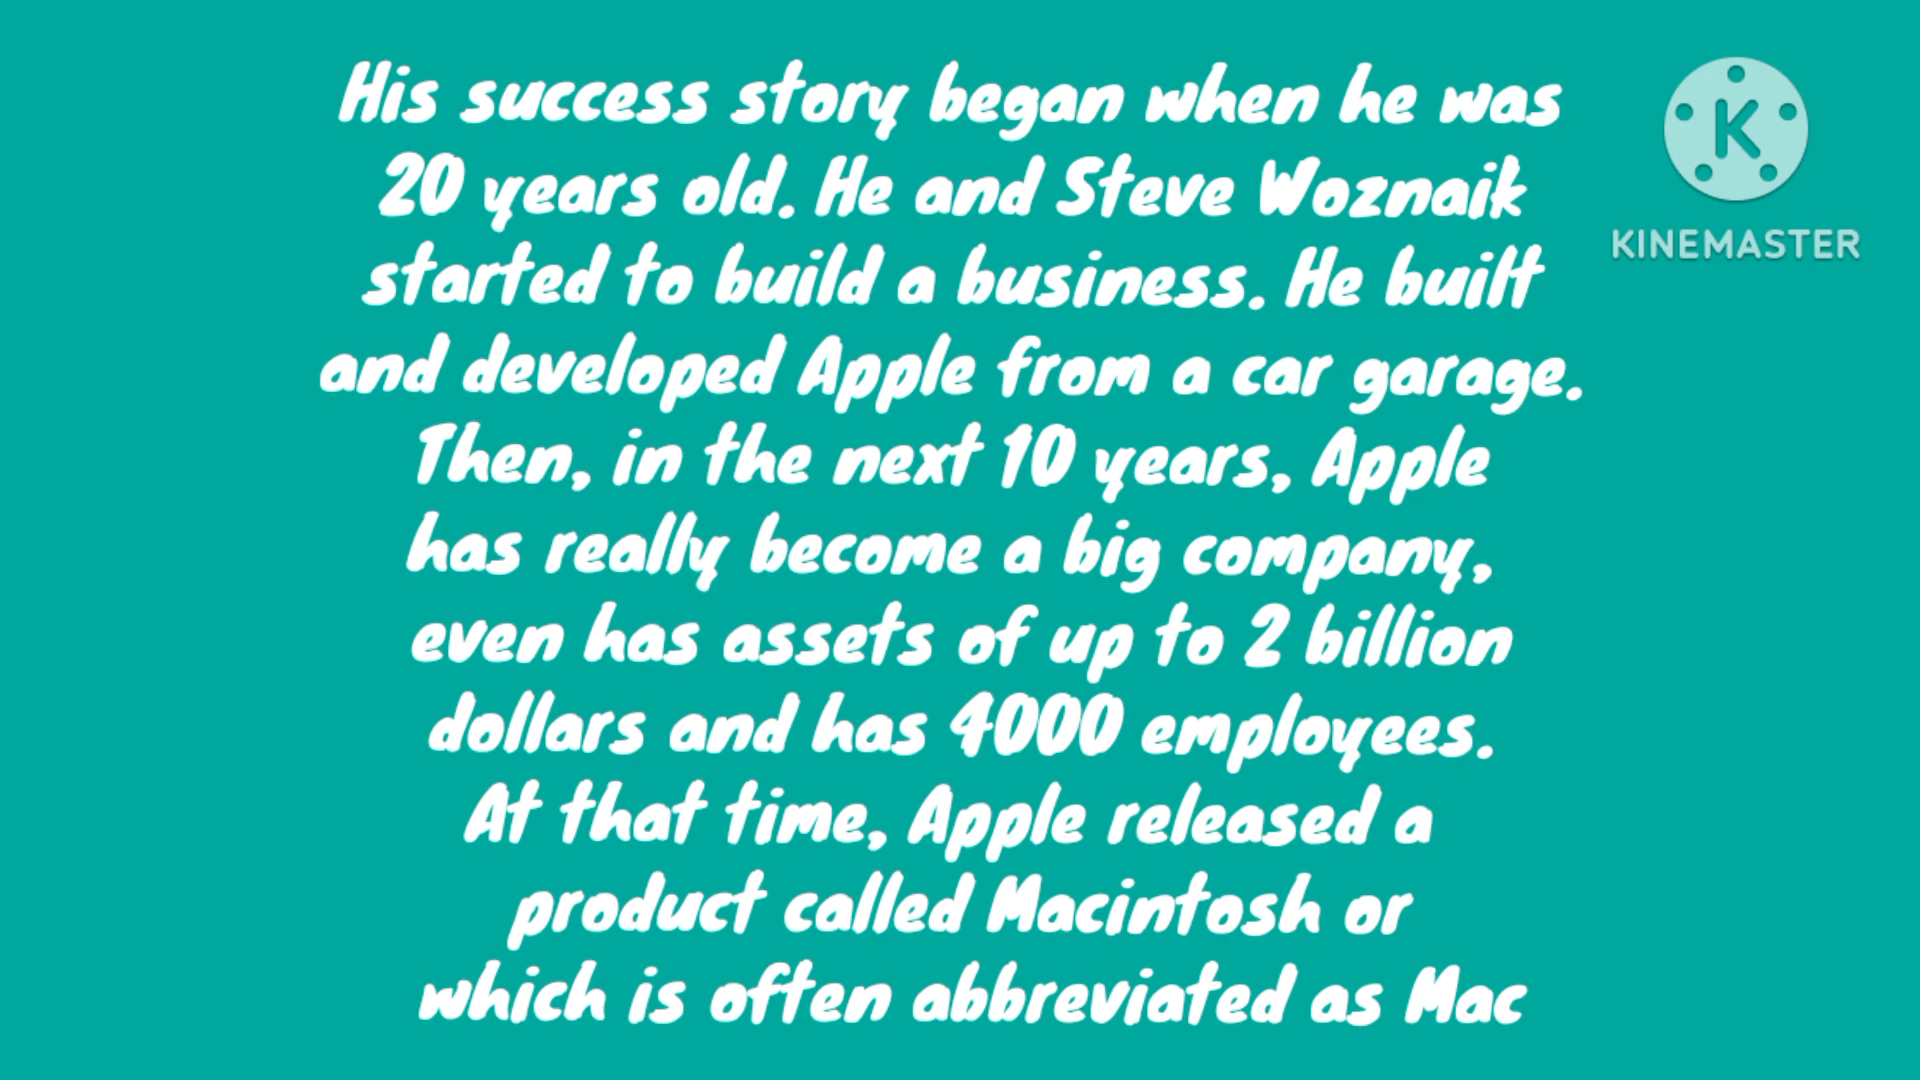 His success story began when he was
20 years old. He and Steve Woznaik
started to build a business. He built
and developed Apple from a car garage.
Then, in the next 10 years, Apple
has really become a big company,
even has assets of up to 2 billion
dollars and has 4000 employees.
At that time, Apple released a
product called Macintosh or
which is often abbreviated as Mac
K
KINEMASTER